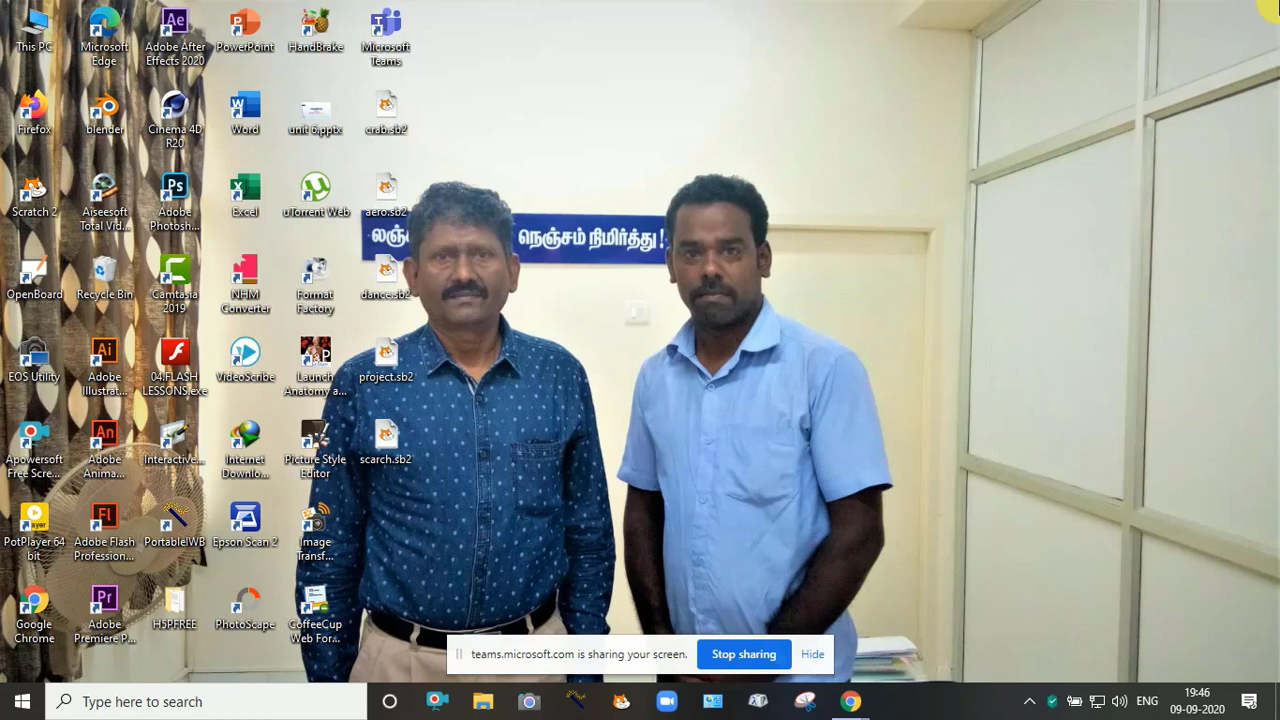 This PC
Microsoft
Edge
Adobe After
Effects 2020
PowerPoint
HandBrake
Microsoft
Teams
Firefox
blender
Cinema 4D
R20
Word
unit 6.pptx
crab.sb2
Scratch 2
Aiseesoft
Total Vid...
Adobe
Photosh...
Excel
uTorrent Web
aero.sb2
நெஞ்சம் நிமிர்த்து !
OpenBoard
Recycle Bin
Camtasia
2019
NHM
Converter
Format
Factory
dance.sb2
EOS Utility
Adobe
Illustrat...
04.FLASH
LESSONS.exe
VideoScribe
Launch
Anatomy a...
project.sb2
Apowersoft
Free Scre...
Adobe
Anima...
Interactive...
Internet
Downlo...
Picture Style
Editor
scarch.sb2
PotPlayer 64
bit
Adobe Flash
Profession...
PortableIWB
Epson Scan 2
Image
Transf...
Google
Chrome
Adobe
Premiere P...
H5PFREE
PhotoScape
CoffeeCup
Web For...
teams.microsoft.com is sharing your screen.
Stop sharing
Hide
Type here to search
ENG
19:46
09-09-2020